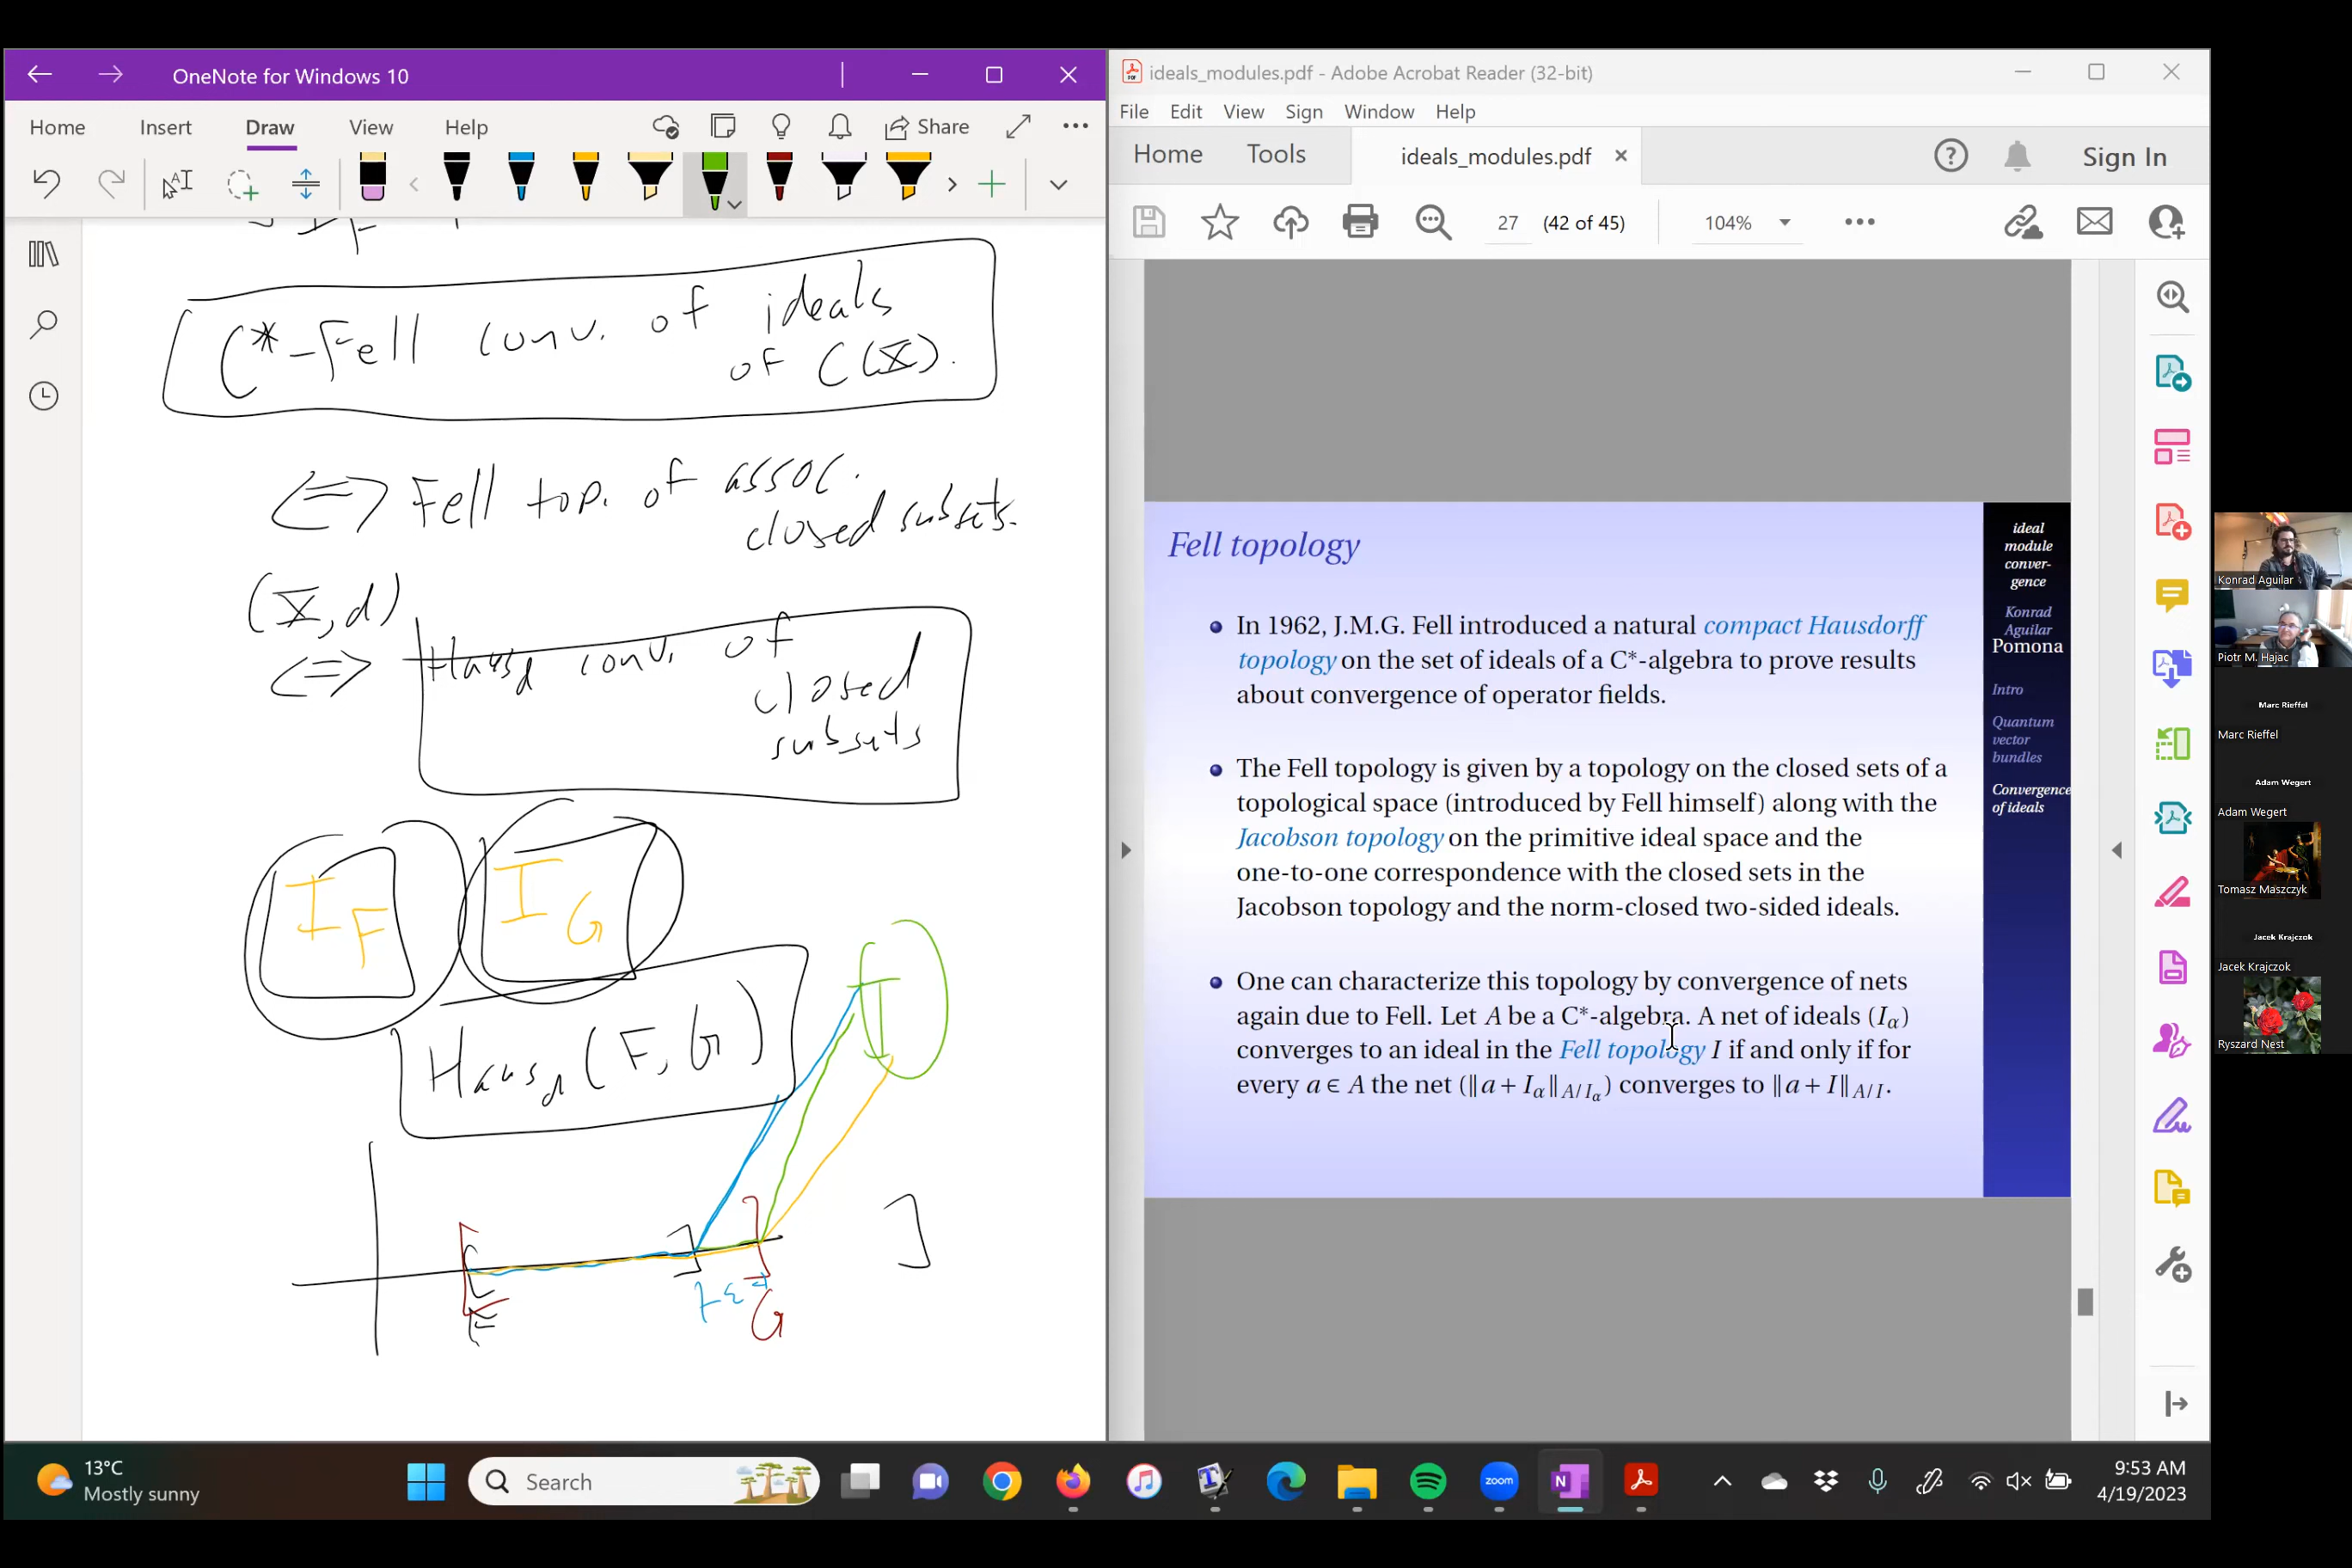 OneNote for Windows 10
Home Insert Draw View Help Share
C*-Fell conv. of ideals
of C(X).
<=> Fell top. of assoc.
closed subsets.
(X, d)
<=> Haus_d conv. of
closed
subsets
I_F I_G
Haus_d (F, G)
F G
ideals_modules.pdf - Adobe Acrobat Reader (32-bit)
File Edit View Sign Window Help
Home Tools ideals_modules.pdf × Sign In
27 (42 of 45) 104%
Fell topology
In 1962, J.M.G. Fell introduced a natural compact Hausdorff
topology on the set of ideals of a C*-algebra to prove results
about convergence of operator fields.
The Fell topology is given by a topology on the closed sets of a
topological space (introduced by Fell himself) along with the
Jacobson topology on the primitive ideal space and the
one-to-one correspondence with the closed sets in the
Jacobson topology and the norm-closed two-sided ideals.
One can characterize this topology by convergence of nets
again due to Fell. Let A be a C*-algebra. A net of ideals (I_α)
converges to an ideal in the Fell topology I if and only if for
every a ∈ A the net (‖a + I_α‖_{A/I_α}) converges to ‖a + I‖_{A/I}.
ideal
module
conver-
gence
Konrad
Aguilar
Pomona
Intro
Quantum
vector
bundles
Convergence
of ideals
Konrad Aguilar
Piotr M. Hajac
Marc Rieffel
Marc Rieffel
Adam Wegert
Adam Wegert
Tomasz Maszczyk
Jacek Krajczok
Jacek Krajczok
Ryszard Nest
13°C
Mostly sunny
Search
zoom
9:53 AM
4/19/2023